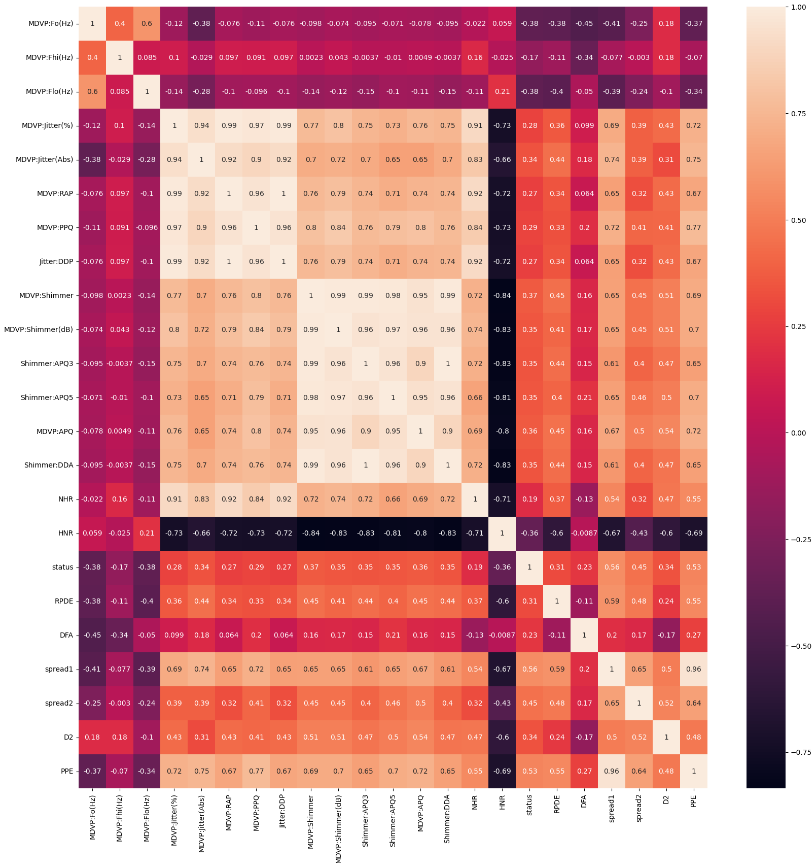 MDVP:Fo(Hz) 1 0.4 0.6 -0.12 -0.38 -0.076 -0.11 -0.076 -0.098 -0.074 -0.095 -0.071 -0.078 -0.095 -0.022 0.059 -0.38 -0.38 -0.45 -0.41 -0.25 0.18 -0.37
MDVP:Fhi(Hz) 0.4 1 0.085 0.1 -0.029 0.097 0.091 0.097 0.0023 0.043 -0.0037 -0.01 0.0049 -0.0037 0.16 -0.025 -0.17 -0.11 -0.34 -0.077 -0.003 0.18 -0.07
MDVP:Flo(Hz) 0.6 0.085 1 -0.14 -0.28 -0.1 -0.096 -0.1 -0.14 -0.12 -0.15 -0.1 -0.11 -0.15 -0.11 0.21 -0.38 -0.4 -0.05 -0.39 -0.24 -0.1 -0.34
MDVP:Jitter(%) -0.12 0.1 -0.14 1 0.94 0.99 0.97 0.99 0.77 0.8 0.75 0.73 0.76 0.75 0.91 -0.73 0.28 0.36 0.099 0.69 0.39 0.43 0.72
MDVP:Jitter(Abs) -0.38 -0.029 -0.28 0.94 1 0.92 0.9 0.92 0.7 0.72 0.7 0.65 0.65 0.7 0.83 -0.66 0.34 0.44 0.18 0.74 0.39 0.31 0.75
MDVP:RAP -0.076 0.097 -0.1 0.99 0.92 1 0.96 1 0.76 0.79 0.74 0.71 0.74 0.74 0.92 -0.72 0.27 0.34 0.064 0.65 0.32 0.43 0.67
MDVP:PPQ -0.11 0.091 -0.096 0.97 0.9 0.96 1 0.96 0.8 0.84 0.76 0.79 0.8 0.76 0.84 -0.73 0.29 0.33 0.2 0.72 0.41 0.41 0.77
Jitter:DDP -0.076 0.097 -0.1 0.99 0.92 1 0.96 1 0.76 0.79 0.74 0.71 0.74 0.74 0.92 -0.72 0.27 0.34 0.064 0.65 0.32 0.43 0.67
MDVP:Shimmer -0.098 0.0023 -0.14 0.77 0.7 0.76 0.8 0.76 1 0.99 0.99 0.98 0.95 0.99 0.72 -0.84 0.37 0.45 0.16 0.65 0.45 0.51 0.69
MDVP:Shimmer(dB) -0.074 0.043 -0.12 0.8 0.72 0.79 0.84 0.79 0.99 1 0.96 0.97 0.96 0.96 0.74 -0.83 0.35 0.41 0.17 0.65 0.45 0.51 0.7
Shimmer:APQ3 -0.095 -0.0037 -0.15 0.75 0.7 0.74 0.76 0.74 0.99 0.96 1 0.96 0.9 1 0.72 -0.83 0.35 0.44 0.15 0.61 0.4 0.47 0.65
Shimmer:APQ5 -0.071 -0.01 -0.1 0.73 0.65 0.71 0.79 0.71 0.98 0.97 0.96 1 0.95 0.96 0.66 -0.81 0.35 0.4 0.21 0.65 0.46 0.5 0.7
MDVP:APQ -0.078 0.0049 -0.11 0.76 0.65 0.74 0.8 0.74 0.95 0.96 0.9 0.95 1 0.9 0.69 -0.8 0.36 0.45 0.16 0.67 0.5 0.54 0.72
Shimmer:DDA -0.095 -0.0037 -0.15 0.75 0.7 0.74 0.76 0.74 0.99 0.96 1 0.96 0.9 1 0.72 -0.83 0.35 0.44 0.15 0.61 0.4 0.47 0.65
NHR -0.022 0.16 -0.11 0.91 0.83 0.92 0.84 0.92 0.72 0.74 0.72 0.66 0.69 0.72 1 -0.71 0.19 0.37 -0.13 0.54 0.32 0.47 0.55
HNR 0.059 -0.025 0.21 -0.73 -0.66 -0.72 -0.73 -0.72 -0.84 -0.83 -0.83 -0.81 -0.8 -0.83 -0.71 1 -0.36 -0.6 -0.0087 -0.67 -0.43 -0.6 -0.69
status -0.38 -0.17 -0.38 0.28 0.34 0.27 0.29 0.27 0.37 0.35 0.35 0.35 0.36 0.35 0.19 -0.36 1 0.31 0.23 0.56 0.45 0.34 0.53
RPDE -0.38 -0.11 -0.4 0.36 0.44 0.34 0.33 0.34 0.45 0.41 0.44 0.4 0.45 0.44 0.37 -0.6 0.31 1 -0.11 0.59 0.48 0.24 0.55
DFA -0.45 -0.34 -0.05 0.099 0.18 0.064 0.2 0.064 0.16 0.17 0.15 0.21 0.16 0.15 -0.13 -0.0087 0.23 -0.11 1 0.2 0.17 -0.17 0.27
spread1 -0.41 -0.077 -0.39 0.69 0.74 0.65 0.72 0.65 0.65 0.65 0.61 0.65 0.67 0.61 0.54 -0.67 0.56 0.59 0.2 1 0.65 0.5 0.96
spread2 -0.25 -0.003 -0.24 0.39 0.39 0.32 0.41 0.32 0.45 0.45 0.4 0.46 0.5 0.4 0.32 -0.43 0.45 0.48 0.17 0.65 1 0.52 0.64
D2 0.18 0.18 -0.1 0.43 0.31 0.43 0.41 0.43 0.51 0.51 0.47 0.5 0.54 0.47 0.47 -0.6 0.34 0.24 -0.17 0.5 0.52 1 0.48
PPE -0.37 -0.07 -0.34 0.72 0.75 0.67 0.77 0.67 0.69 0.7 0.65 0.7 0.72 0.65 0.55 -0.69 0.53 0.55 0.27 0.96 0.64 0.48 1
MDVP:Fo(Hz)
MDVP:Fhi(Hz)
MDVP:Flo(Hz)
MDVP:Jitter(%)
MDVP:Jitter(Abs)
MDVP:RAP
MDVP:PPQ
Jitter:DDP
MDVP:Shimmer
MDVP:Shimmer(dB)
Shimmer:APQ3
Shimmer:APQ5
MDVP:APQ
Shimmer:DDA
NHR
HNR
status
RPDE
DFA
spread1
spread2
D2
PPE
1.00
0.75
0.50
0.25
0.00
-0.25
-0.50
-0.75